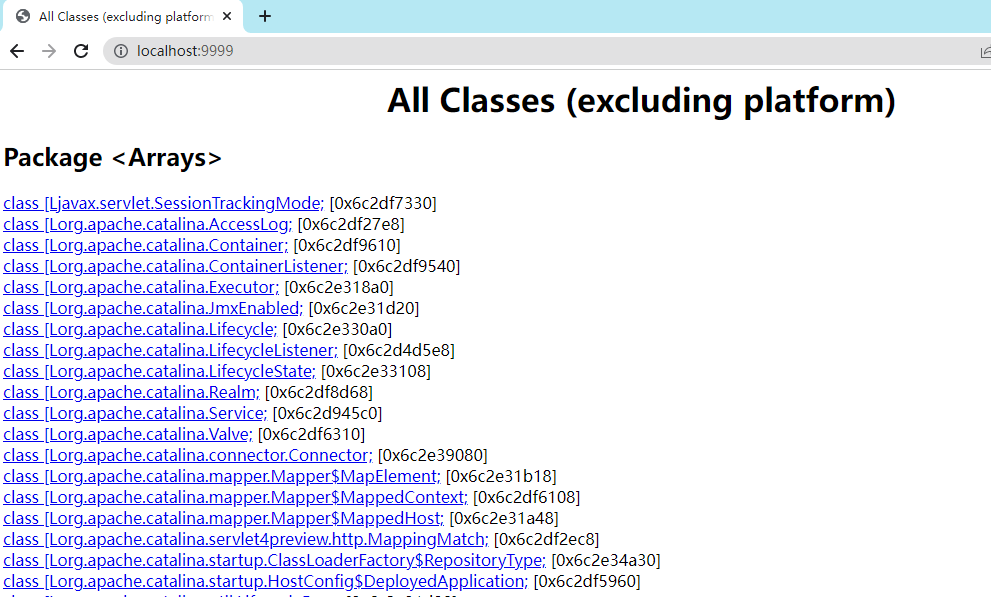 All Classes (excluding platform
localhost:9999
All Classes (excluding platform)
Package <Arrays>
class [Ljavax.servlet.SessionTrackingMode; [0x6c2df7330]
class [Lorg.apache.catalina.AccessLog; [0x6c2df27e8]
class [Lorg.apache.catalina.Container; [0x6c2df9610]
class [Lorg.apache.catalina.ContainerListener; [0x6c2df9540]
class [Lorg.apache.catalina.Executor; [0x6c2e318a0]
class [Lorg.apache.catalina.JmxEnabled; [0x6c2e31d20]
class [Lorg.apache.catalina.Lifecycle; [0x6c2e330a0]
class [Lorg.apache.catalina.LifecycleListener; [0x6c2d4d5e8]
class [Lorg.apache.catalina.LifecycleState; [0x6c2e33108]
class [Lorg.apache.catalina.Realm; [0x6c2df8d68]
class [Lorg.apache.catalina.Service; [0x6c2d945c0]
class [Lorg.apache.catalina.Valve; [0x6c2df6310]
class [Lorg.apache.catalina.connector.Connector; [0x6c2e39080]
class [Lorg.apache.catalina.mapper.Mapper$MapElement; [0x6c2e31b18]
class [Lorg.apache.catalina.mapper.Mapper$MappedContext; [0x6c2df6108]
class [Lorg.apache.catalina.mapper.Mapper$MappedHost; [0x6c2e31a48]
class [Lorg.apache.catalina.servlet4preview.http.MappingMatch; [0x6c2df2ec8]
class [Lorg.apache.catalina.startup.ClassLoaderFactory$RepositoryType; [0x6c2e34a30]
class [Lorg.apache.catalina.startup.HostConfig$DeployedApplication; [0x6c2df5960]